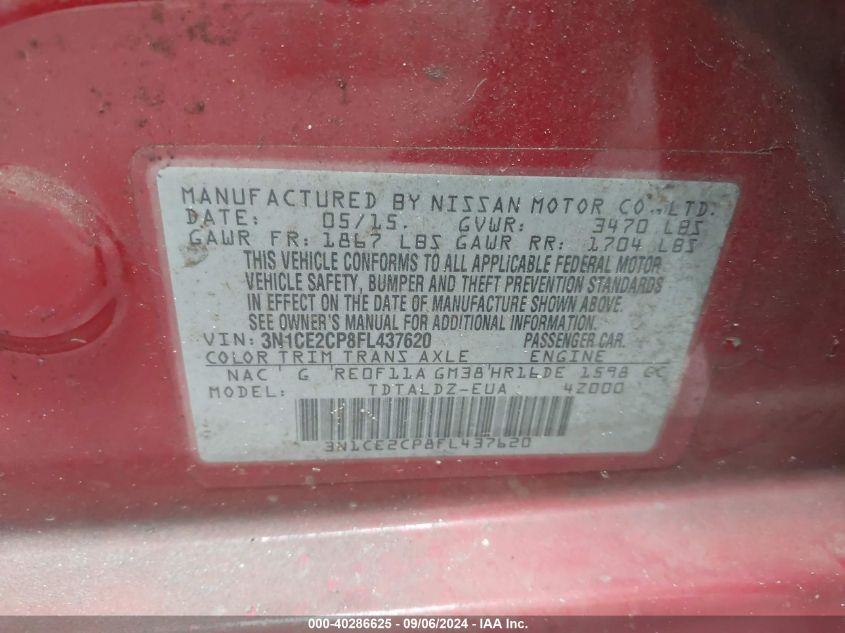 MANUFACTURED BY NISSAN MOTOR CO., LTD.
DATE: 05/15. GVWR: 3470 LBS
GAWR FR: 1867 LBS GAWR RR: 1704 LBS
THIS VEHICLE CONFORMS TO ALL APPLICABLE FEDERAL MOTOR
VEHICLE SAFETY, BUMPER AND THEFT PREVENTION STANDARDS
IN EFFECT ON THE DATE OF MANUFACTURE SHOWN ABOVE.
SEE OWNER'S MANUAL FOR ADDITIONAL INFORMATION.
VIN: 3N1CE2CP8FL437620 PASSENGER CAR.
COLOR TRIM TRANS AXLE ENGINE
NAC G RE0F11A GM38 HR16DE 1598 CC
MODEL: TDTALDZ-EUA 42000
3N1CE2CP8FL437620
000-40286625 - 09/06/2024 - IAA Inc.